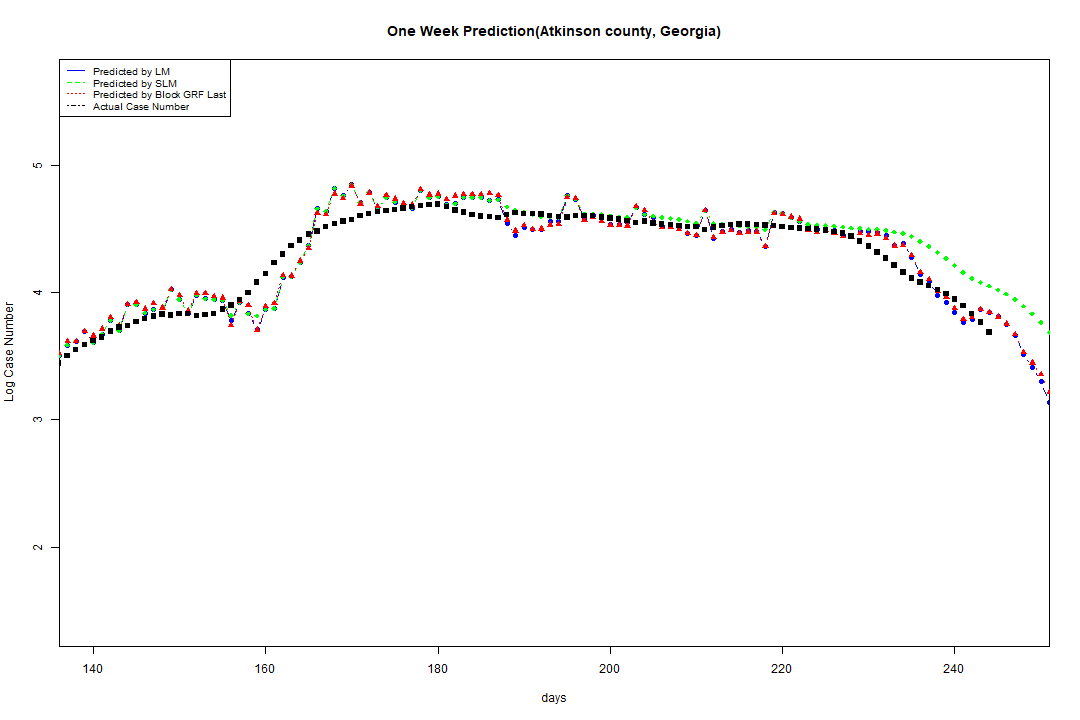 One Week Prediction(Atkinson county, Georgia)
Predicted by LM
Predicted by SLM
Predicted by Block GRF Last
Actual Case Number
5
4
3
2
Log Case Number
140 160 180 200 220 240
days